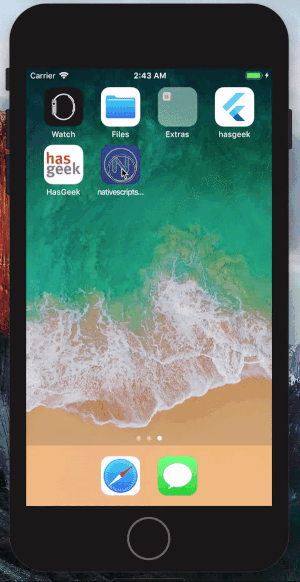 Carrier 2:43 AM
Watch Files Extras hasgeek
has
geek
N
HasGeek nativescripts...